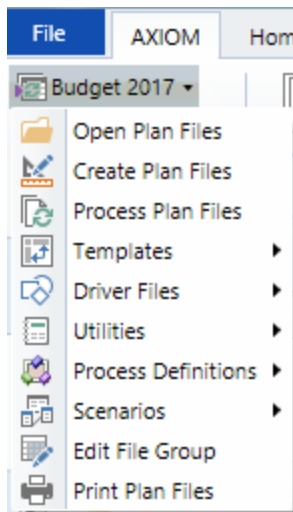 File AXIOM Hom
Budget 2017
Open Plan Files
Create Plan Files
Process Plan Files
Templates
Driver Files
Utilities
Process Definitions
Scenarios
Edit File Group
Print Plan Files